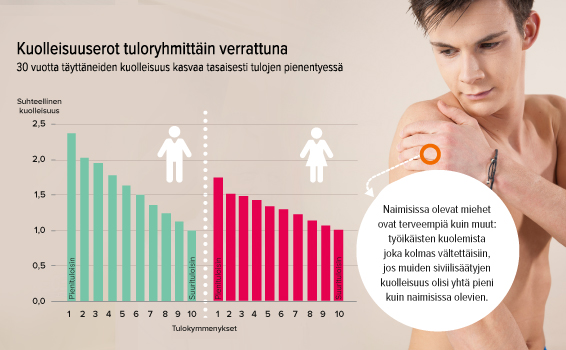 Kuolleisuuserot tuloryhmittäin verrattuna
30 vuotta täyttäneiden kuolleisuus kasvaa tasaisesti tulojen pienentyessä
Suhteellinen
kuolleisuus
2,5
2,0
1,5
1,0
0,5
0,0
Pienituloisin
Suurituloisin
Pienituloisin
Suurituloisin
1 2 3 4 5 6 7 8 9 10 1 2 3 4 5 6 7 8 9 10
Tulokymmenykset
Naimisissa olevat miehet
ovat terveempiä kuin muut:
työikäisten kuolemista
joka kolmas vältettäisiin,
jos muiden siviilisäätyjen
kuolleisuus olisi yhtä pieni
kuin naimisissa olevien.